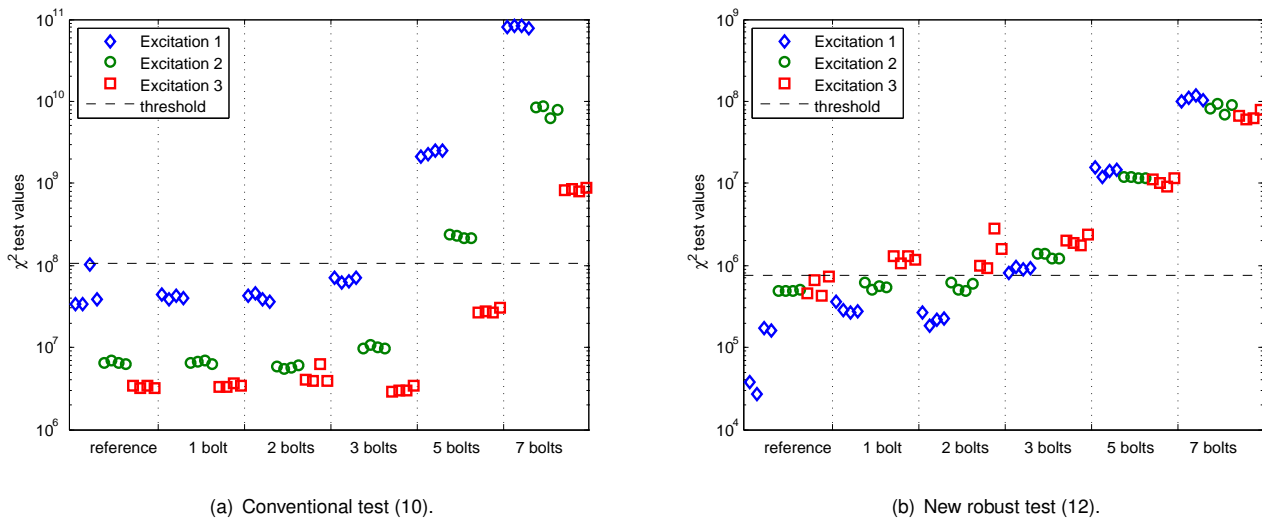 10^11
10^10
10^9
10^8
10^7
10^6
χ² test values
Excitation 1
Excitation 2
Excitation 3
threshold
reference 1 bolt 2 bolts 3 bolts 5 bolts 7 bolts
(a) Conventional test (10).
10^9
10^8
10^7
10^6
10^5
10^4
χ² test values
Excitation 1
Excitation 2
Excitation 3
threshold
reference 1 bolt 2 bolts 3 bolts 5 bolts 7 bolts
(b) New robust test (12).